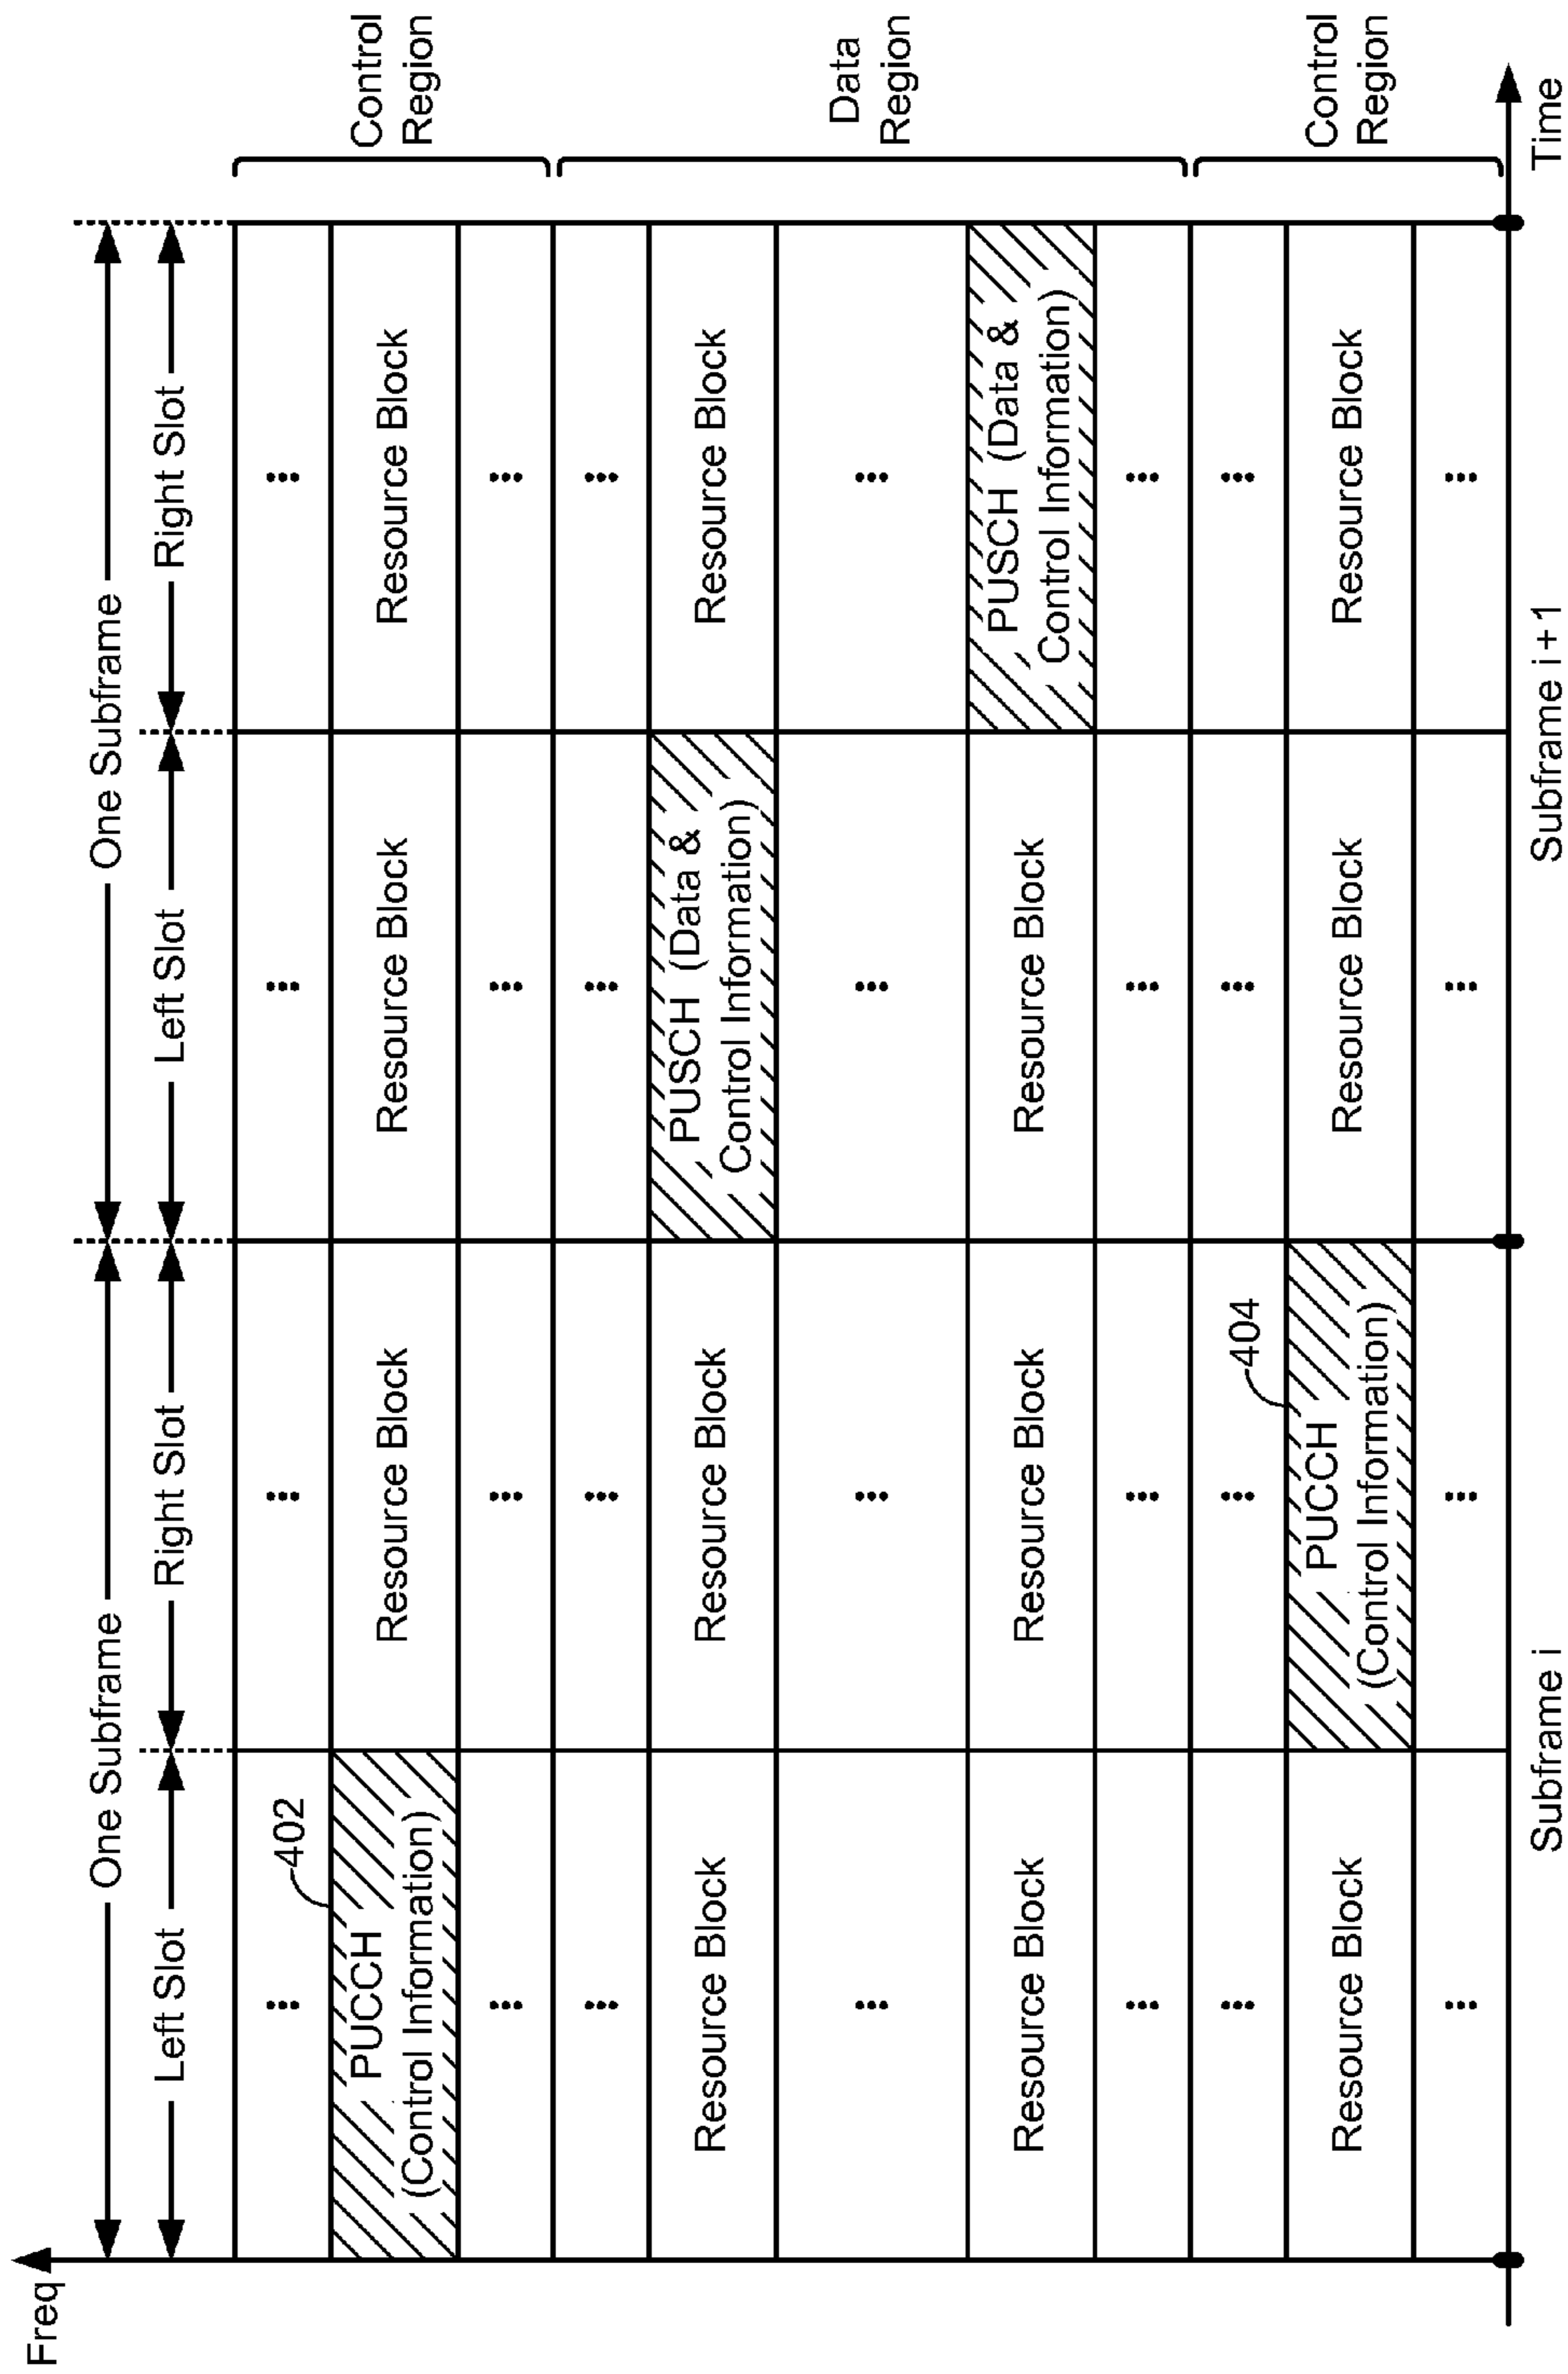 Freq
One Subframe
One Subframe
Left Slot
Right Slot
Left Slot
Right Slot
...
402
...
...
...
Control
Region
PUCCH
(Control Information)
Resource Block
Resource Block
Resource Block
...
...
...
...
...
...
...
...
Data
Region
Resource Block
Resource Block
PUSCH (Data &
Control Information)
Resource Block
...
...
...
...
Resource Block
Resource Block
Resource Block
PUSCH (Data &
Control Information)
...
...
...
...
...
...
404
...
...
Control
Region
Resource Block
PUCCH
(Control Information)
Resource Block
Resource Block
...
...
...
...
Time
Subframe i
Subframe i + 1